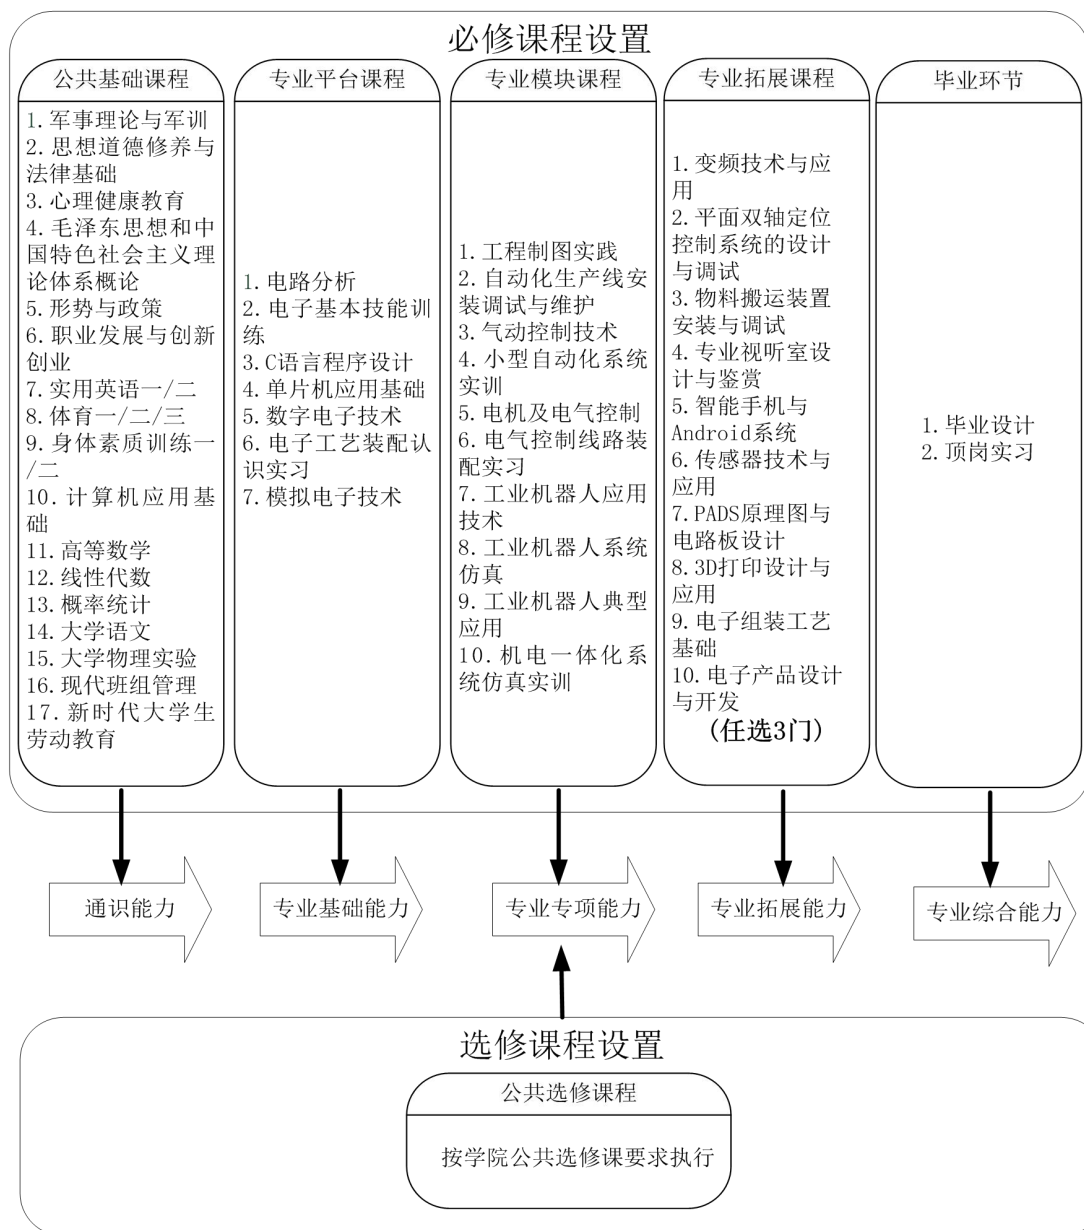 必修课程设置
公共基础课程
1.军事理论与军训
2.思想道德修养与
法律基础
3.心理健康教育
4.毛泽东思想和中
国特色社会主义理
论体系概论
5.形势与政策
6.职业发展与创新
创业
7.实用英语一/二
8.体育一/二/三
9.身体素质训练一
/二
10.计算机应用基
础
11.高等数学
12.线性代数
13.概率统计
14.大学语文
15.大学物理实验
16.现代班组管理
17.新时代大学生
劳动教育
专业平台课程
1.电路分析
2.电子基本技能训
练
3.C语言程序设计
4.单片机应用基础
5.数字电子技术
6.电子工艺装配认
识实习
7.模拟电子技术
专业模块课程
1.工程制图实践
2.自动化生产线安
装调试与维护
3.气动控制技术
4.小型自动化系统
实训
5.电机及电气控制
6.电气控制线路装
配实习
7.工业机器人应用
技术
8.工业机器人系统
仿真
9.工业机器人典型
应用
10.机电一体化系
统仿真实训
专业拓展课程
1.变频技术与应
用
2.平面双轴定位
控制系统的设计
与调试
3.物料搬运装置
安装与调试
4.专业视听室设
计与鉴赏
5.智能手机与
Android系统
6.传感器技术与
应用
7.PADS原理图与
电路板设计
8.3D打印设计与
应用
9.电子组装工艺
基础
10.电子产品设计
与开发
(任选3门)
毕业环节
1.毕业设计
2.顶岗实习
通识能力
专业基础能力
专业专项能力
专业拓展能力
专业综合能力
选修课程设置
公共选修课程
按学院公共选修课要求执行